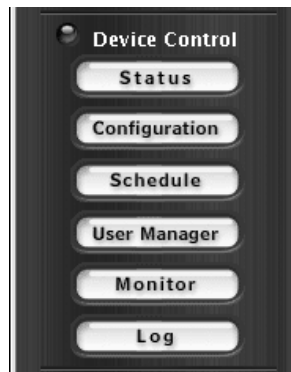 Device Control
Status
Configuration
Schedule
User Manager
Monitor
Log